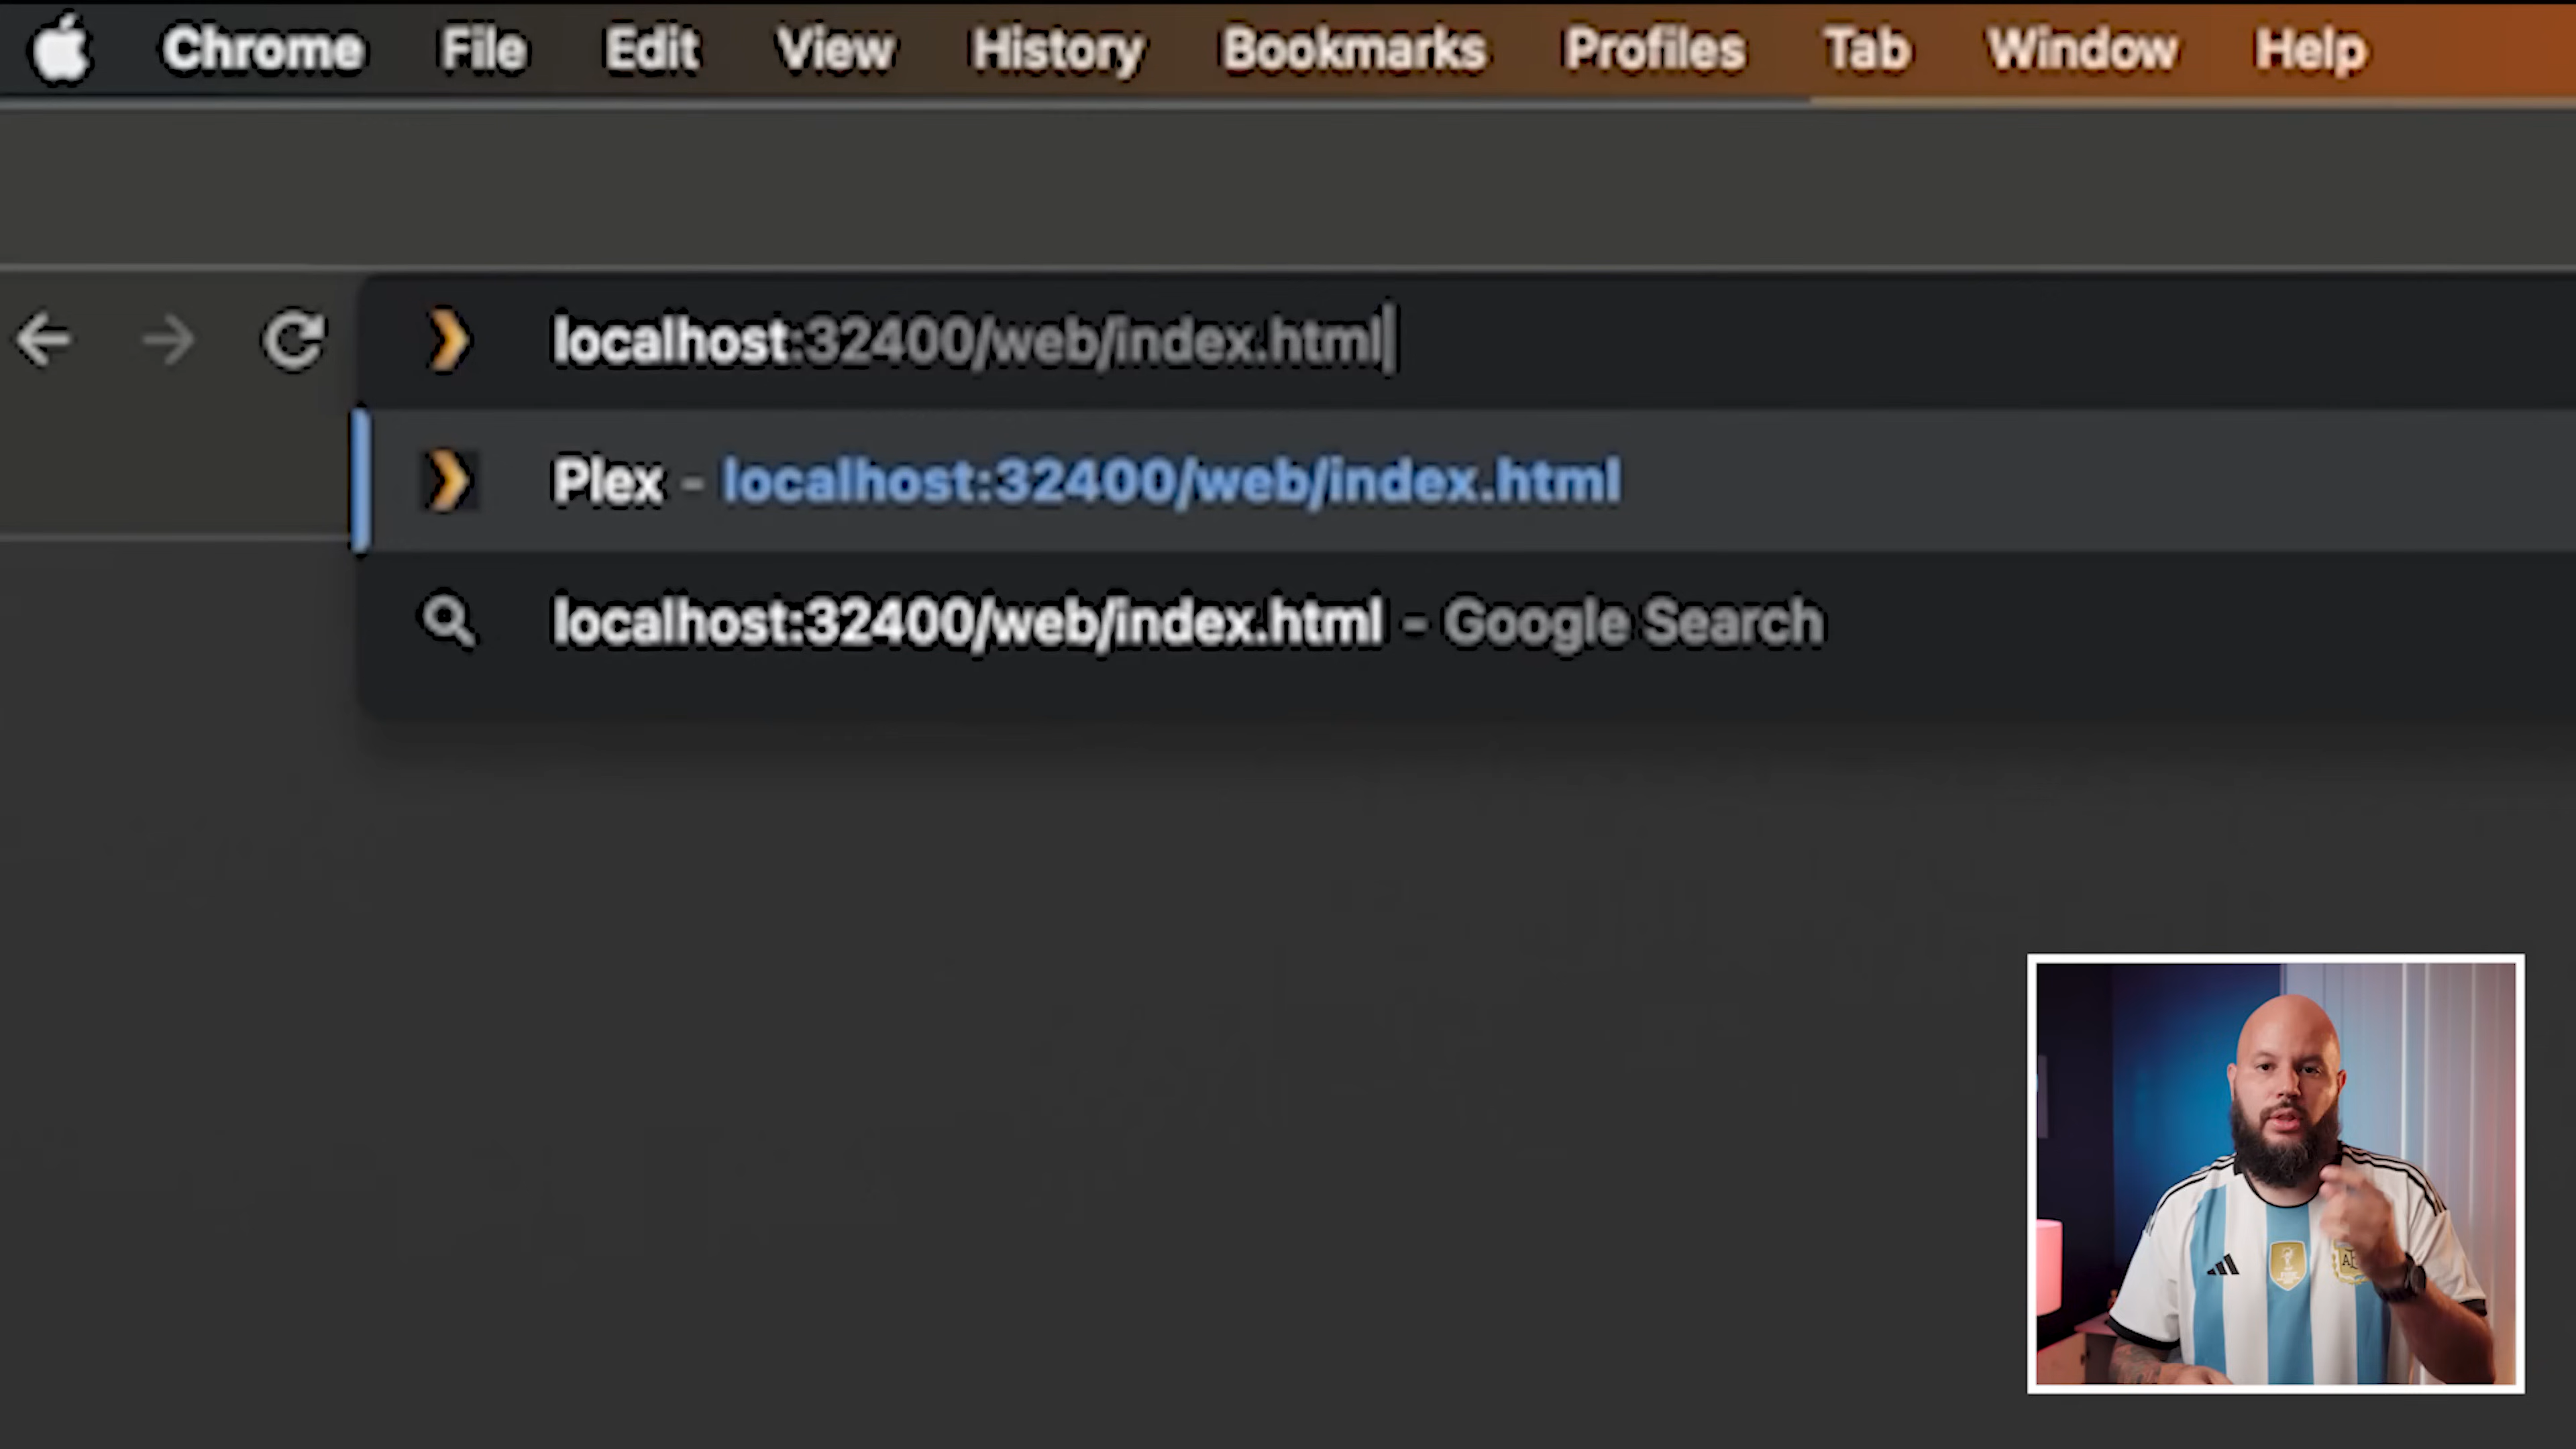 Chrome File Edit View History Bookmarks Profiles Tab Window Help
localhost:32400/web/index.html
Plex - localhost:32400/web/index.html
localhost:32400/web/index.html - Google Search